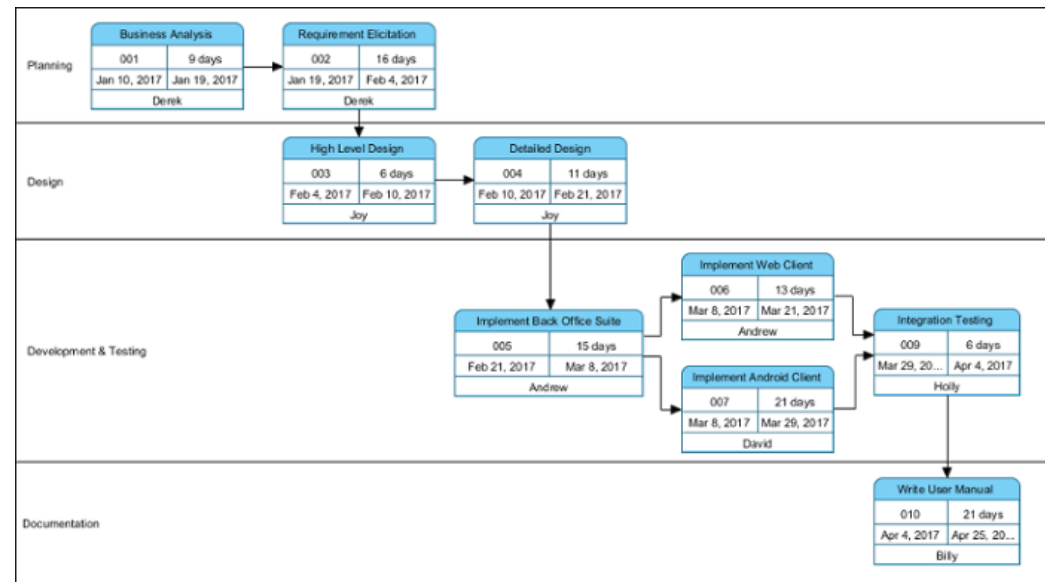 Planning
Business Analysis
001 9 days
Jan 10, 2017 Jan 19, 2017
Derek
Requirement Elicitation
002 16 days
Jan 19, 2017 Feb 4, 2017
Derek
Design
High Level Design
003 6 days
Feb 4, 2017 Feb 10, 2017
Joy
Detailed Design
004 11 days
Feb 10, 2017 Feb 21, 2017
Joy
Development & Testing
Implement Back Office Suite
005 15 days
Feb 21, 2017 Mar 8, 2017
Andrew
Implement Web Client
006 13 days
Mar 8, 2017 Mar 21, 2017
Andrew
Implement Android Client
007 21 days
Mar 8, 2017 Mar 29, 2017
David
Integration Testing
009 6 days
Mar 29, 20... Apr 4, 2017
Holly
Documentation
Write User Manual
010 21 days
Apr 4, 2017 Apr 25, 20...
Billy